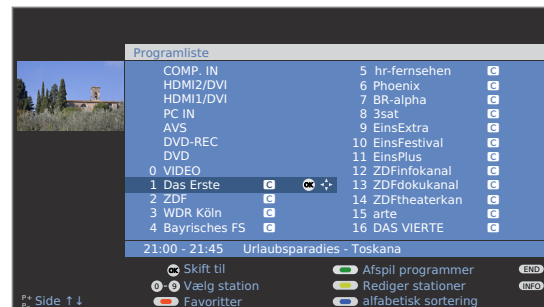 Programliste
COMP. IN
HDMI2/DVI
HDMI1/DVI
PC IN
AVS
DVD-REC
DVD
0 VIDEO
1 Das Erste C OK
2 ZDF C
3 WDR Köln C
4 Bayrisches FS C
5 hr-fernsehen C
6 Phoenix C
7 BR-alpha C
8 3sat C
9 EinsExtra C
10 EinsFestival C
11 EinsPlus C
12 ZDFinfokanal C
13 ZDFdokukanal C
14 ZDFtheaterkan C
15 arte C
16 DAS VIERTE C
21:00 - 21:45 Urlaubsparadies - Toskana
OK Skift til
0-9 Vælg station
Favoritter
Afspil programmer END
Rediger stationer INFO
alfabetisk sortering
P+ P- Side ↑↓